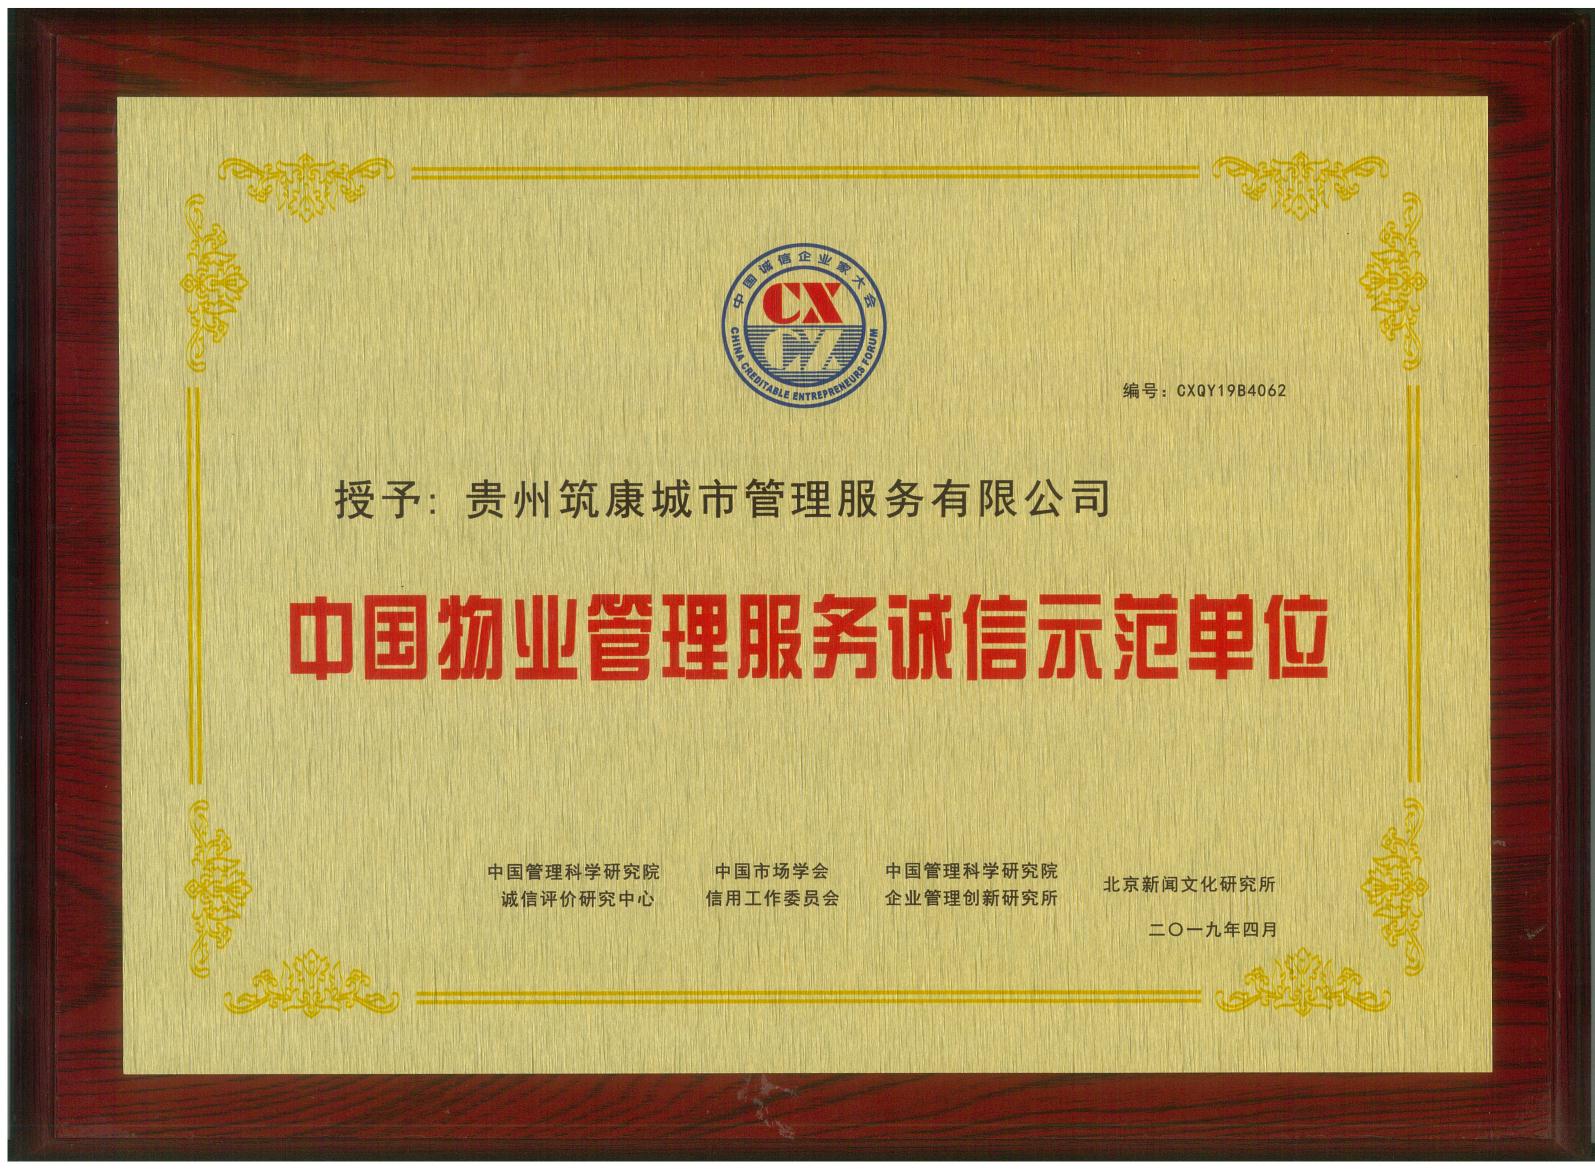 中国诚信企业家大会
CX
CX
CHINA CREDITABLE ENTREPRENEURS FORUM
编号：CXQY19B4062
授予：贵州筑康城市管理服务有限公司
中国物业管理服务诚信示范单位
中国管理科学研究院
诚信评价研究中心
中国市场学会
信用工作委员会
中国管理科学研究院
企业管理创新研究所
北京新闻文化研究所
二〇一九年四月